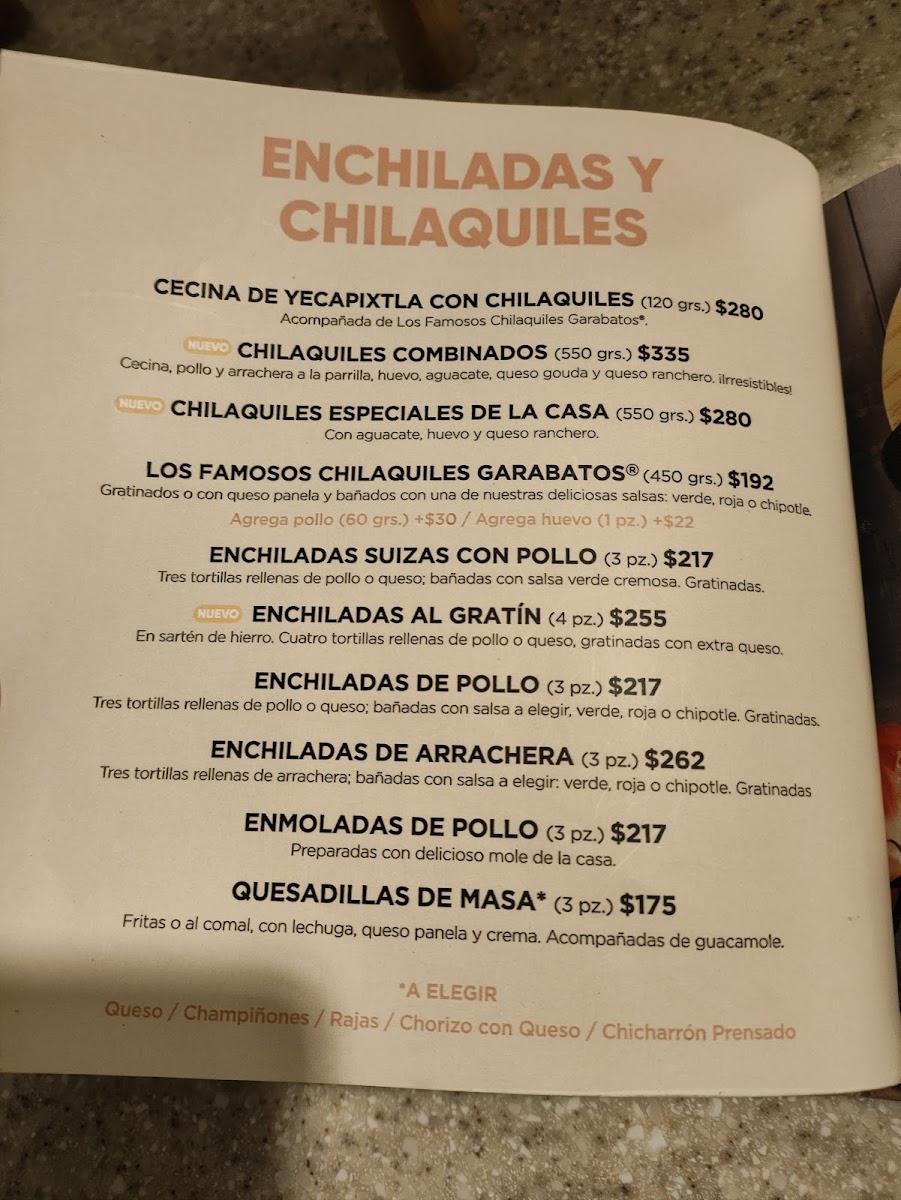 ENCHILADAS Y
CHILAQUILES
CECINA DE YECAPIXTLA CON CHILAQUILES (120 grs.) $280
Acompañada de Los Famosos Chilaquiles Garabatos®.
NUEVO CHILAQUILES COMBINADOS (550 grs.) $335
Cecina, pollo y arrachera a la parrilla, huevo, aguacate, queso gouda y queso ranchero. ¡Irresistibles!
NUEVO CHILAQUILES ESPECIALES DE LA CASA (550 grs.) $280
Con aguacate, huevo y queso ranchero.
LOS FAMOSOS CHILAQUILES GARABATOS® (450 grs.) $192
Gratinados o con queso panela y bañados con una de nuestras deliciosas salsas: verde, roja o chipotle.
Agrega pollo (60 grs.) +$30 / Agrega huevo (1 pz.) +$22
ENCHILADAS SUIZAS CON POLLO (3 pz.) $217
Tres tortillas rellenas de pollo o queso; bañadas con salsa verde cremosa. Gratinadas.
NUEVO ENCHILADAS AL GRATÍN (4 pz.) $255
En sartén de hierro. Cuatro tortillas rellenas de pollo o queso, gratinadas con extra queso.
ENCHILADAS DE POLLO (3 pz.) $217
Tres tortillas rellenas de pollo o queso; bañadas con salsa a elegir, verde, roja o chipotle. Gratinadas.
ENCHILADAS DE ARRACHERA (3 pz.) $262
Tres tortillas rellenas de arrachera; bañadas con salsa a elegir: verde, roja o chipotle. Gratinadas
ENMOLADAS DE POLLO (3 pz.) $217
Preparadas con delicioso mole de la casa.
QUESADILLAS DE MASA* (3 pz.) $175
Fritas o al comal, con lechuga, queso panela y crema. Acompañadas de guacamole.
*A ELEGIR
Queso / Champiñones / Rajas / Chorizo con Queso / Chicharrón Prensado